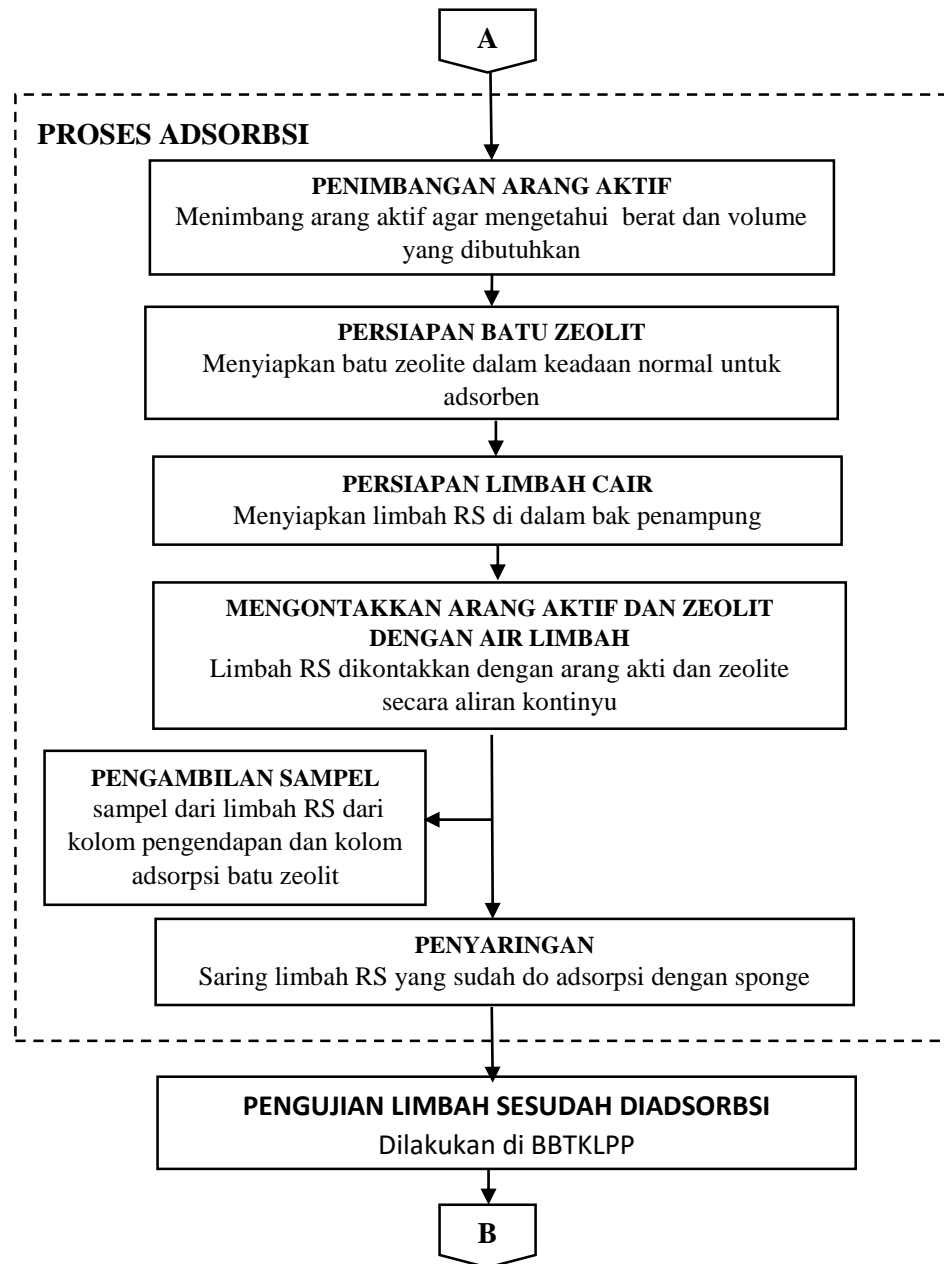 A
PROSES ADSORBSI
PENIMBANGAN ARANG AKTIF
Menimbang arang aktif agar mengetahui berat dan volume
yang dibutuhkan
PERSIAPAN BATU ZEOLIT
Menyiapkan batu zeolite dalam keadaan normal untuk
adsorben
PERSIAPAN LIMBAH CAIR
Menyiapkan limbah RS di dalam bak penampung
MENGONTAKKAN ARANG AKTIF DAN ZEOLIT
DENGAN AIR LIMBAH
Limbah RS dikontakkan dengan arang akti dan zeolite
secara aliran kontinyu
PENGAMBILAN SAMPEL
sampel dari limbah RS dari
kolom pengendapan dan kolom
adsorpsi batu zeolit
PENYARINGAN
Saring limbah RS yang sudah do adsorpsi dengan sponge
PENGUJIAN LIMBAH SESUDAH DIADSORBSI
Dilakukan di BBTKLPP
B